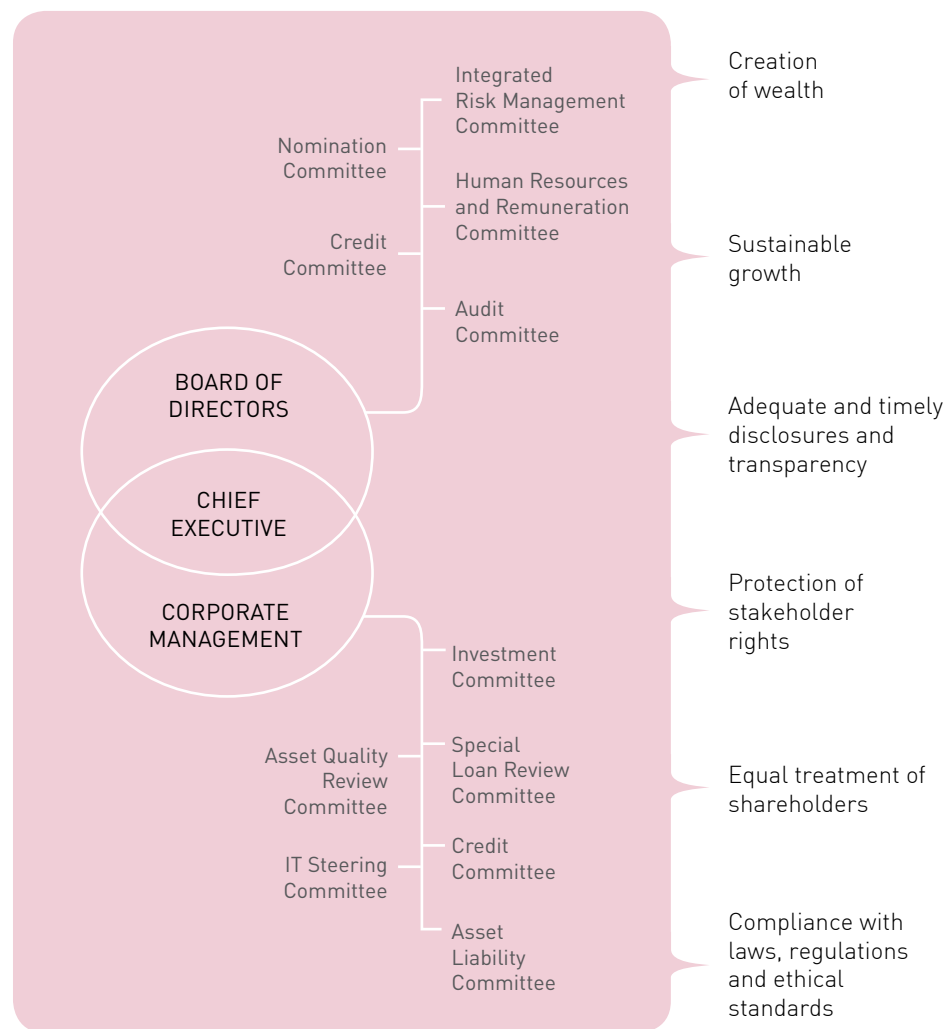 Integrated
Risk Management
Committee
Nomination
Committee
Human Resources
and Remuneration
Committee
Credit
Committee
Audit
Committee
BOARD OF
DIRECTORS
CHIEF
EXECUTIVE
CORPORATE
MANAGEMENT
Investment
Committee
Asset Quality
Review
Committee
Special
Loan Review
Committee
IT Steering
Committee
Credit
Committee
Asset
Liability
Committee
Creation
of wealth
Sustainable
growth
Adequate and timely
disclosures and
transparency
Protection of
stakeholder
rights
Equal treatment of
shareholders
Compliance with
laws, regulations
and ethical
standards